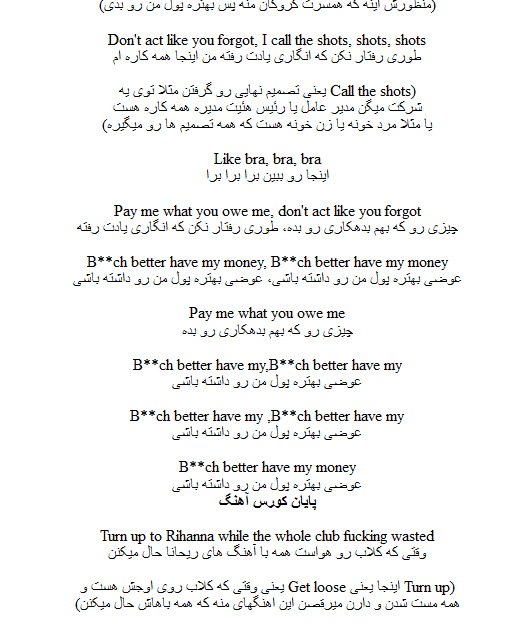 (منظورش اینه که همسرت گروگان منه پس بهتره پول من رو بدی)
Don't act like you forgot, I call the shots, shots, shots
طوری رفتار نکن که انگاری یادت رفته من اینجا همه کاره ام
(Call the shots یعنی تصمیم نهایی رو گرفتن مثلا توی یه
شرکت میگن مدیر عامل یا رئیس هئیت مدیره همه کاره هست
یا مثلا مرد خونه یا زن خونه هست که همه تصمیم ها رو میگیره)
Like bra, bra, bra
اینجا رو ببین برا برا برا
Pay me what you owe me, don't act like you forgot
چیزی رو که بهم بدهکاری رو بده، طوری رفتار نکن که انگاری یادت رفته
B**ch better have my money, B**ch better have my money
عوضی بهتره پول من رو داشته باشی، عوضی بهتره پول من رو داشته باشی
Pay me what you owe me
چیزی رو که بهم بدهکاری رو بده
B**ch better have my,B**ch better have my
عوضی بهتره پول من رو داشته باشی
B**ch better have my ,B**ch better have my
عوضی بهتره پول من رو داشته باشی
B**ch better have my money
عوضی بهتره پول من رو داشته باشی
پایان کورس آهنگ
Turn up to Rihanna while the whole club fucking wasted
وقتی که کلاب رو هواست همه با آهنگ های ریحانا حال میکنن
(Turn up اینجا یعنی Get loose یعنی وقتی که کلاب روی اوجش هست و
همه مست شدن و دارن میرقصن این اهنگهای منه که همه باهاش حال میکنن)